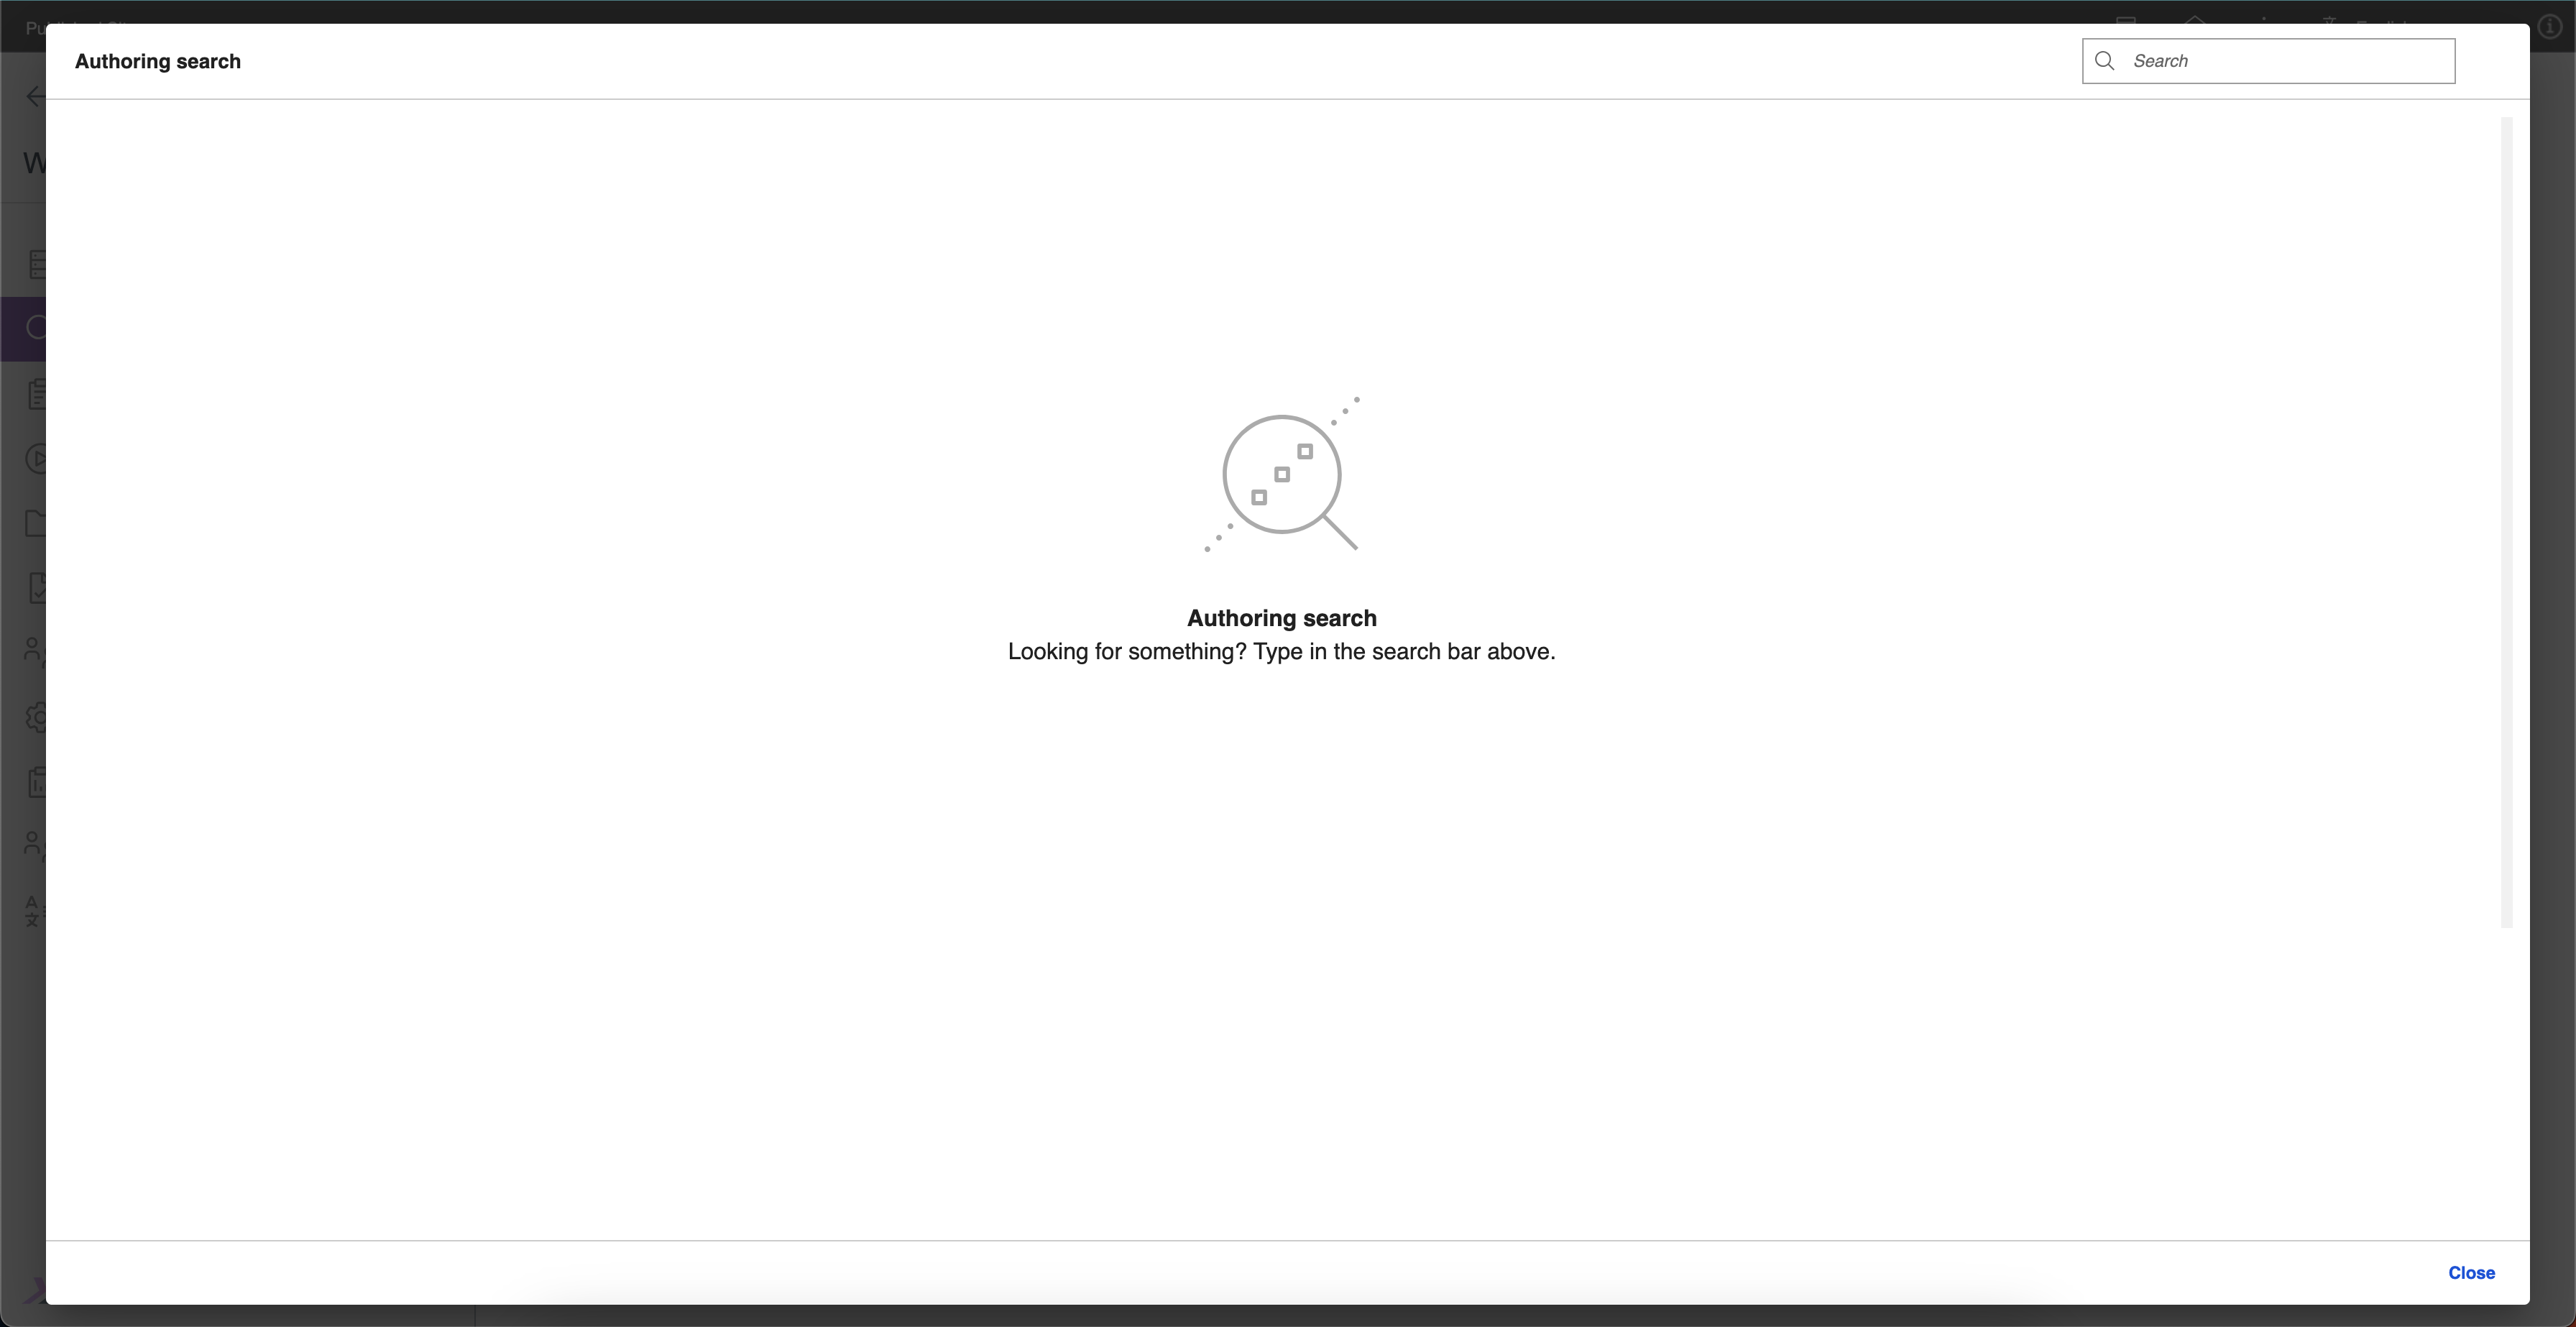 Authoring search
Search
Authoring search
Looking for something? Type in the search bar above.
Close